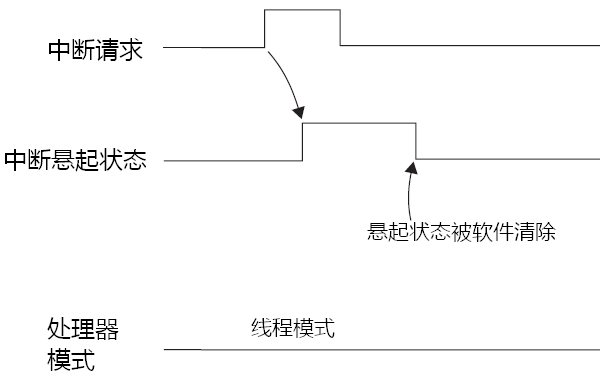 中断请求
中断悬起状态
悬起状态被软件清除
处理器
模式
线程模式